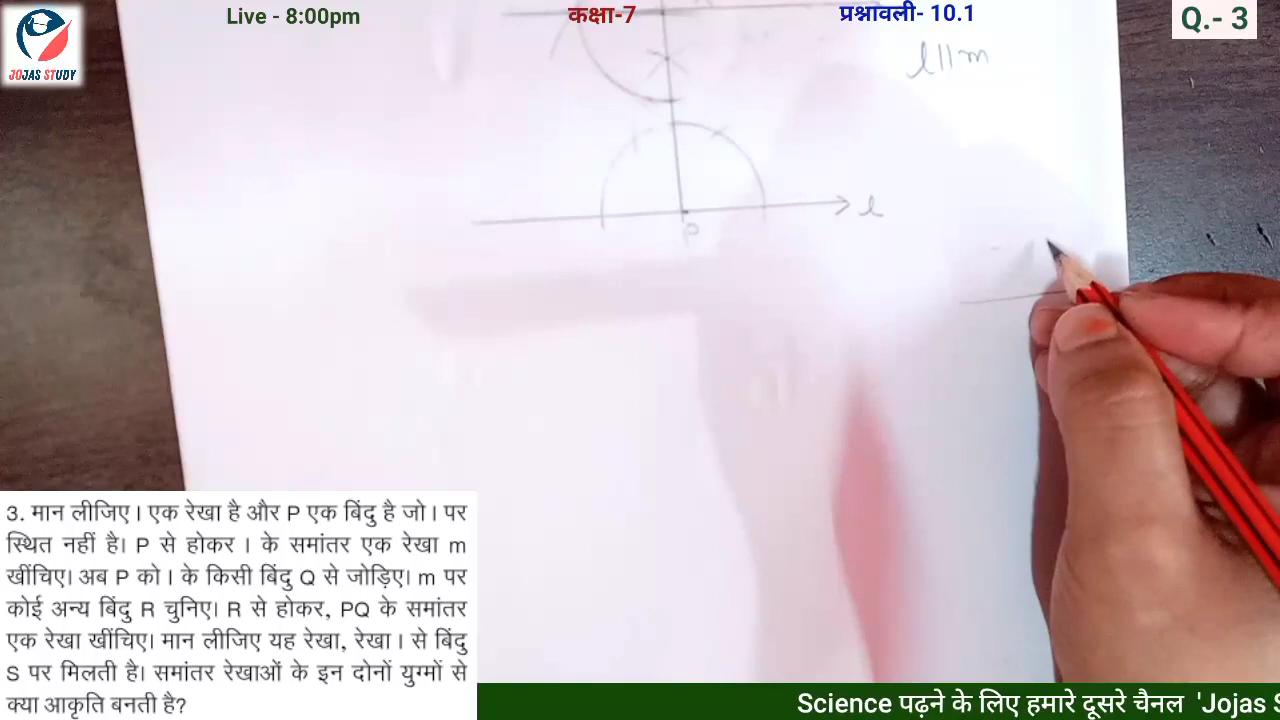 Live - 8:00pm
कक्षा-7
प्रश्नावली- 10.1
Q.- 3
JOJAS STUDY
l||m
l
P
3. मान लीजिए l एक रेखा है और P एक बिंदु है जो l पर
स्थित नहीं है। P से होकर l के समांतर एक रेखा m
खींचिए। अब P को l के किसी बिंदु Q से जोड़िए। m पर
कोई अन्य बिंदु R चुनिए। R से होकर, PQ के समांतर
एक रेखा खींचिए। मान लीजिए यह रेखा, रेखा l से बिंदु
S पर मिलती है। समांतर रेखाओं के इन दोनों युग्मों से
क्या आकृति बनती है?
Science पढ़ने के लिए हमारे दूसरे चैनल 'Jojas S